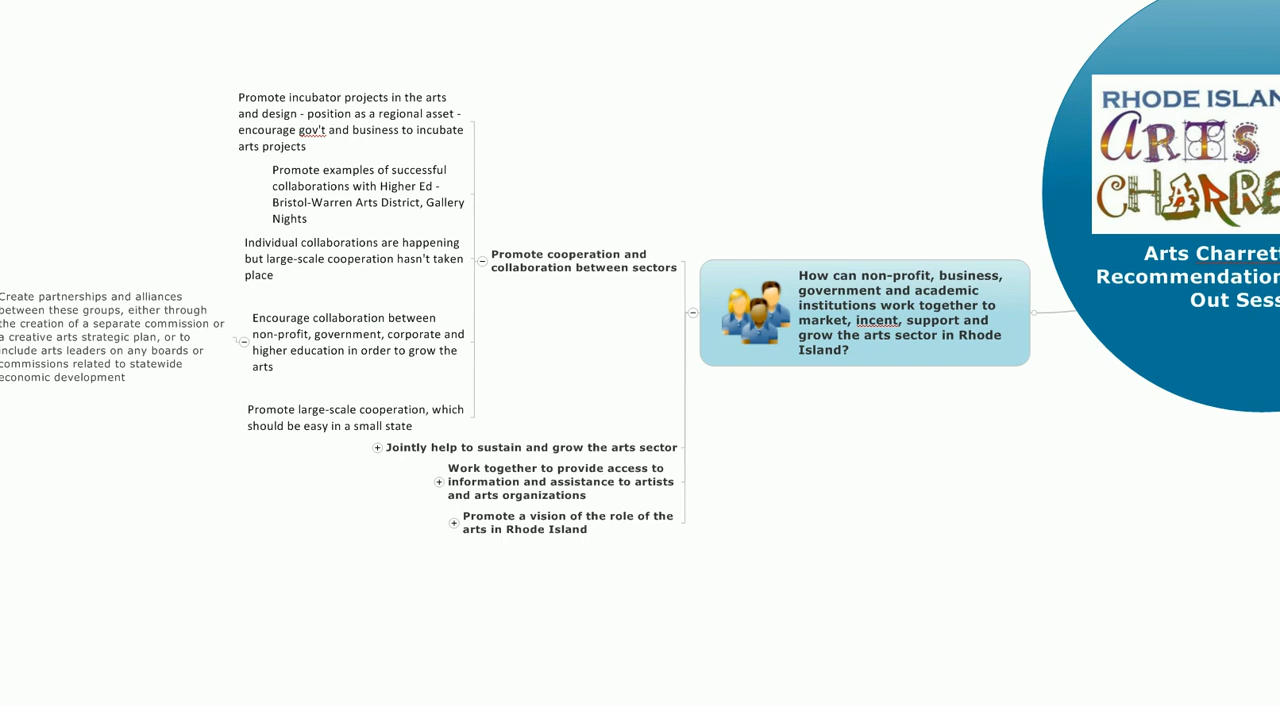 Promote incubator projects in the arts
and design - position as a regional asset -
encourage gov't and business to incubate
arts projects
Promote examples of successful
collaborations with Higher Ed -
Bristol-Warren Arts District, Gallery
Nights
Individual collaborations are happening
but large-scale cooperation hasn't taken
place
Create partnerships and alliances
between these groups, either through
the creation of a separate commission or
a creative arts strategic plan, or to
include arts leaders on any boards or
commissions related to statewide
economic development
Encourage collaboration between
non-profit, government, corporate and
higher education in order to grow the
arts
Promote large-scale cooperation, which
should be easy in a small state
Promote cooperation and
collaboration between sectors
Jointly help to sustain and grow the arts sector
Work together to provide access to
information and assistance to artists
and arts organizations
Promote a vision of the role of the
arts in Rhode Island
How can non-profit, business,
government and academic
institutions work together to
market, incent, support and
grow the arts sector in Rhode
Island?
RHODE ISLAN
ARTS
CHARRE
Arts Charrett
Recommendation
Out Sess